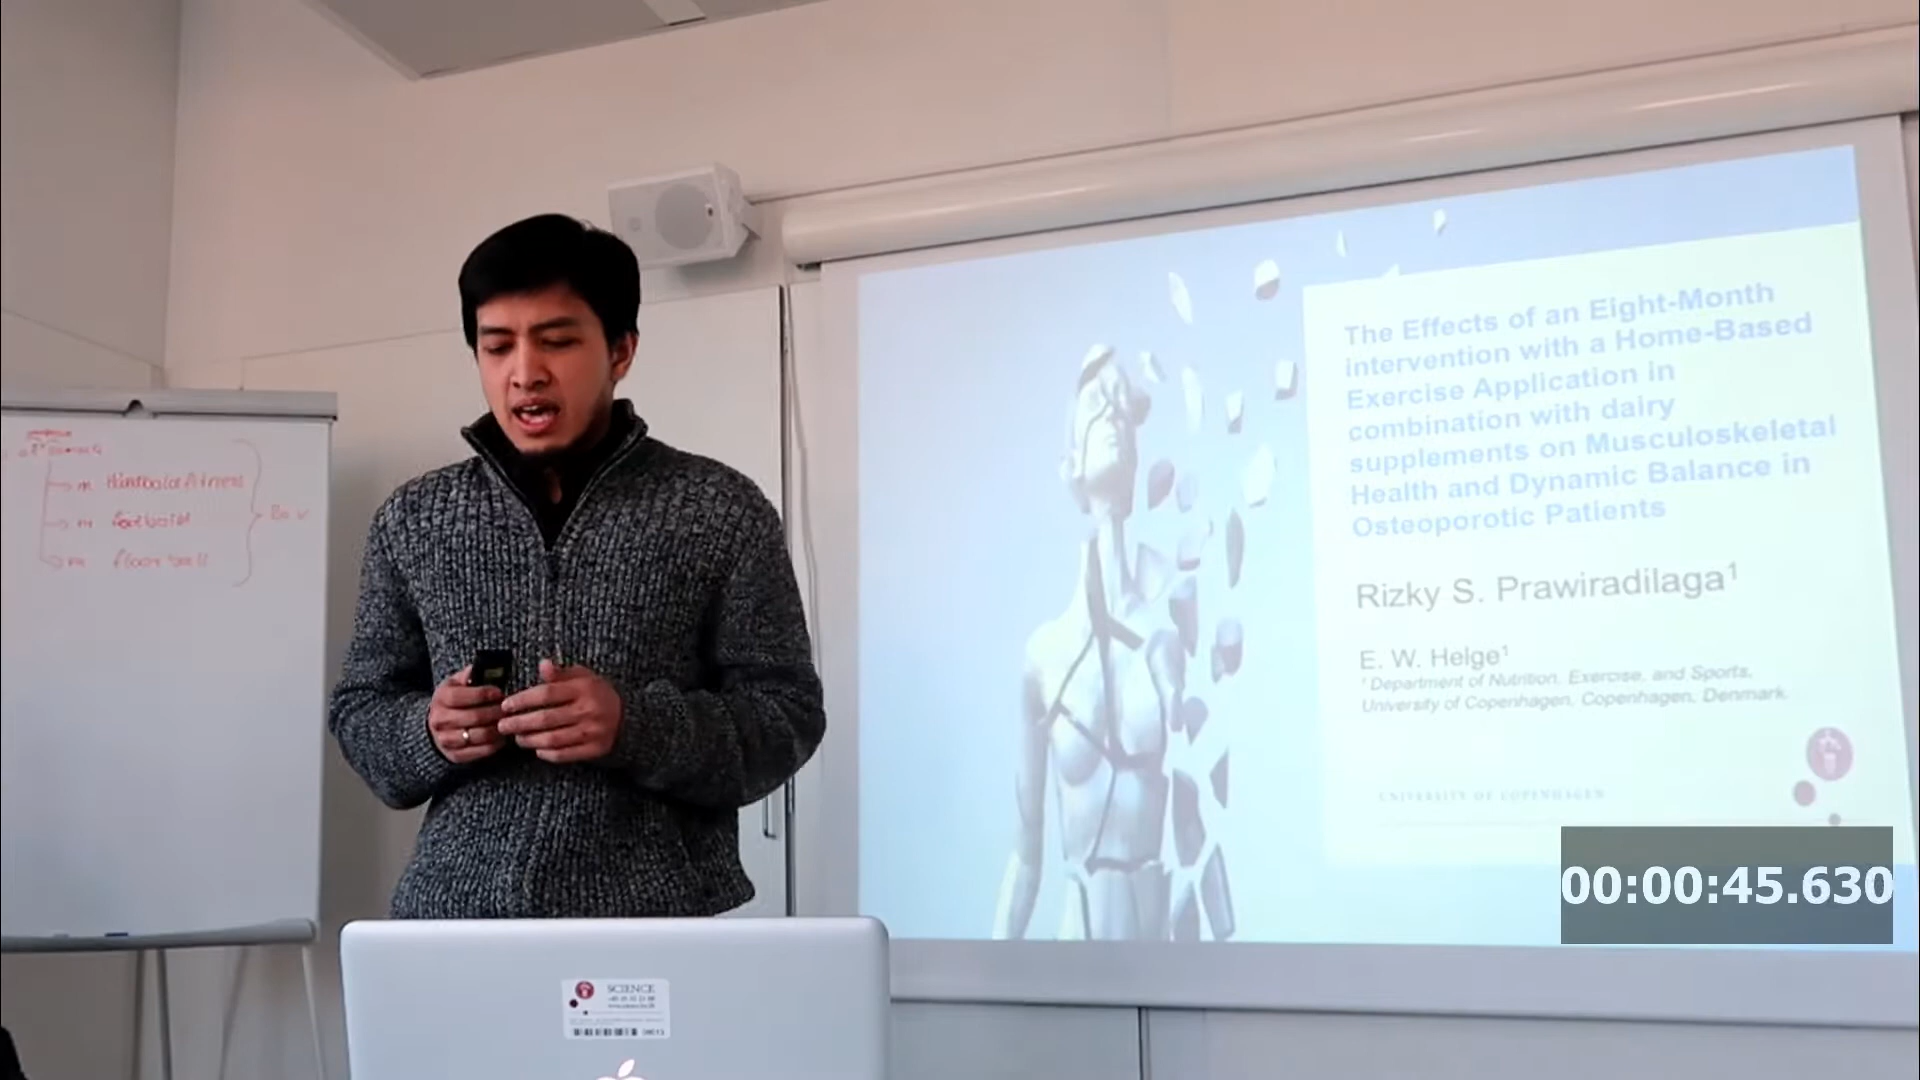 The Effects of an Eight-Month
intervention with a Home-Based
Exercise Application in
combination with dairy
supplements on Musculoskeletal
Health and Dynamic Balance in
Osteoporotic Patients
Rizky S. Prawiradilaga¹
E. W. Helge¹
¹ Department of Nutrition, Exercise, and Sports,
University of Copenhagen, Copenhagen, Denmark.
UNIVERSITY OF COPENHAGEN
00:00:45.630
SCIENCE